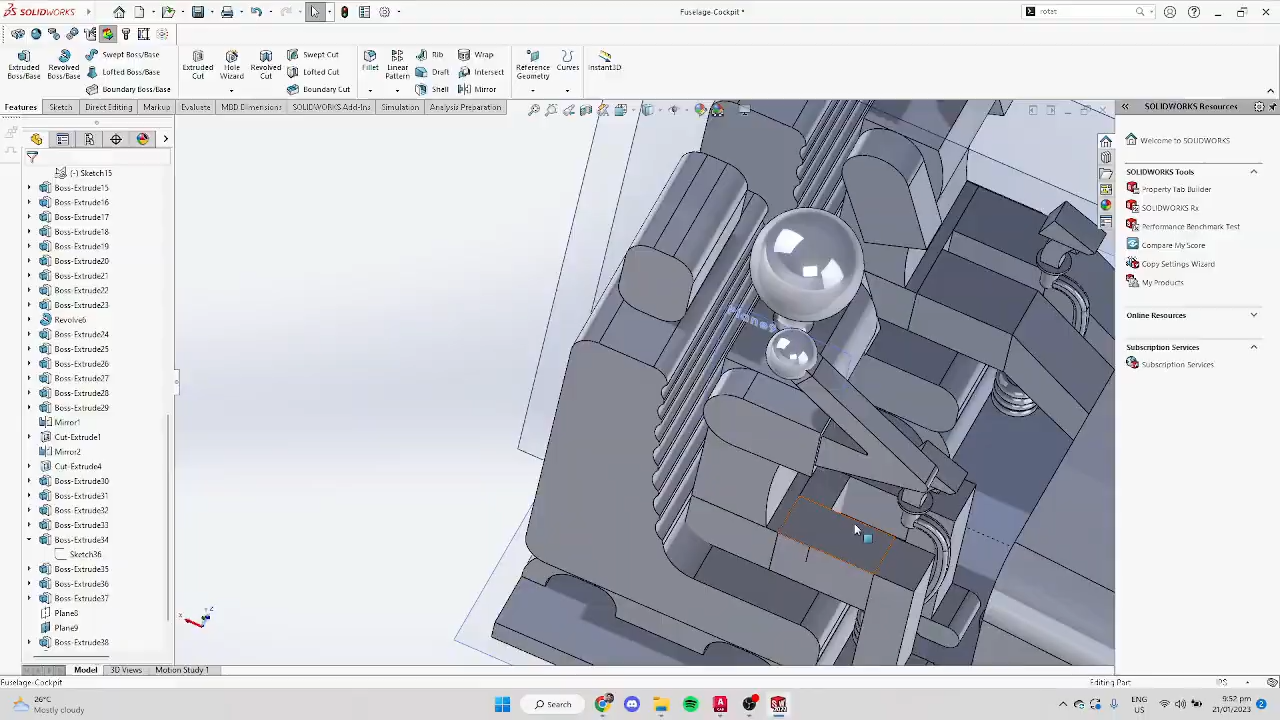 SOLIDWORKS
Fuselage-Cockpit *
rotat
Extruded Boss/Base
Revolved Boss/Base
Swept Boss/Base
Lofted Boss/Base
Boundary Boss/Base
Extruded Cut
Hole Wizard
Revolved Cut
Swept Cut
Lofted Cut
Boundary Cut
Fillet
Linear Pattern
Rib
Draft
Shell
Wrap
Intersect
Mirror
Reference Geometry
Curves
Instant3D
Features
Sketch
Direct Editing
Markup
Evaluate
MBD Dimensions
SOLIDWORKS Add-Ins
Simulation
Analysis Preparation
(-) Sketch15
Boss-Extrude15
Boss-Extrude16
Boss-Extrude17
Boss-Extrude18
Boss-Extrude19
Boss-Extrude20
Boss-Extrude21
Boss-Extrude22
Boss-Extrude23
Revolve6
Boss-Extrude24
Boss-Extrude25
Boss-Extrude26
Boss-Extrude27
Boss-Extrude28
Boss-Extrude29
Mirror1
Cut-Extrude1
Mirror2
Cut-Extrude4
Boss-Extrude30
Boss-Extrude31
Boss-Extrude32
Boss-Extrude33
Boss-Extrude34
Sketch36
Boss-Extrude35
Boss-Extrude36
Boss-Extrude37
Plane8
Plane9
Boss-Extrude38
SOLIDWORKS Resources
Welcome to SOLIDWORKS
SOLIDWORKS Tools
Property Tab Builder
SOLIDWORKS Rx
Performance Benchmark Test
Compare My Score
Copy Settings Wizard
My Products
Online Resources
Subscription Services
Subscription Services
Model
3D Views
Motion Study 1
Fuselage-Cockpit
Editing Part
IPS
26°C
Mostly cloudy
Search
ENG
US
9:52 pm
21/01/2023